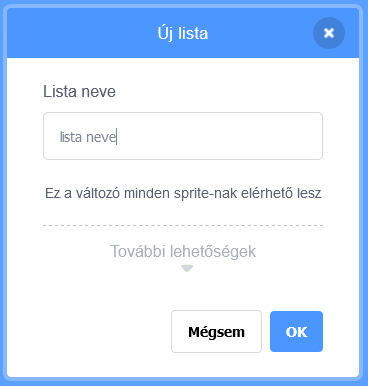 Új lista
Lista neve
lista neve
Ez a változó minden sprite-nak elérhető lesz
További lehetőségek
Mégsem
OK